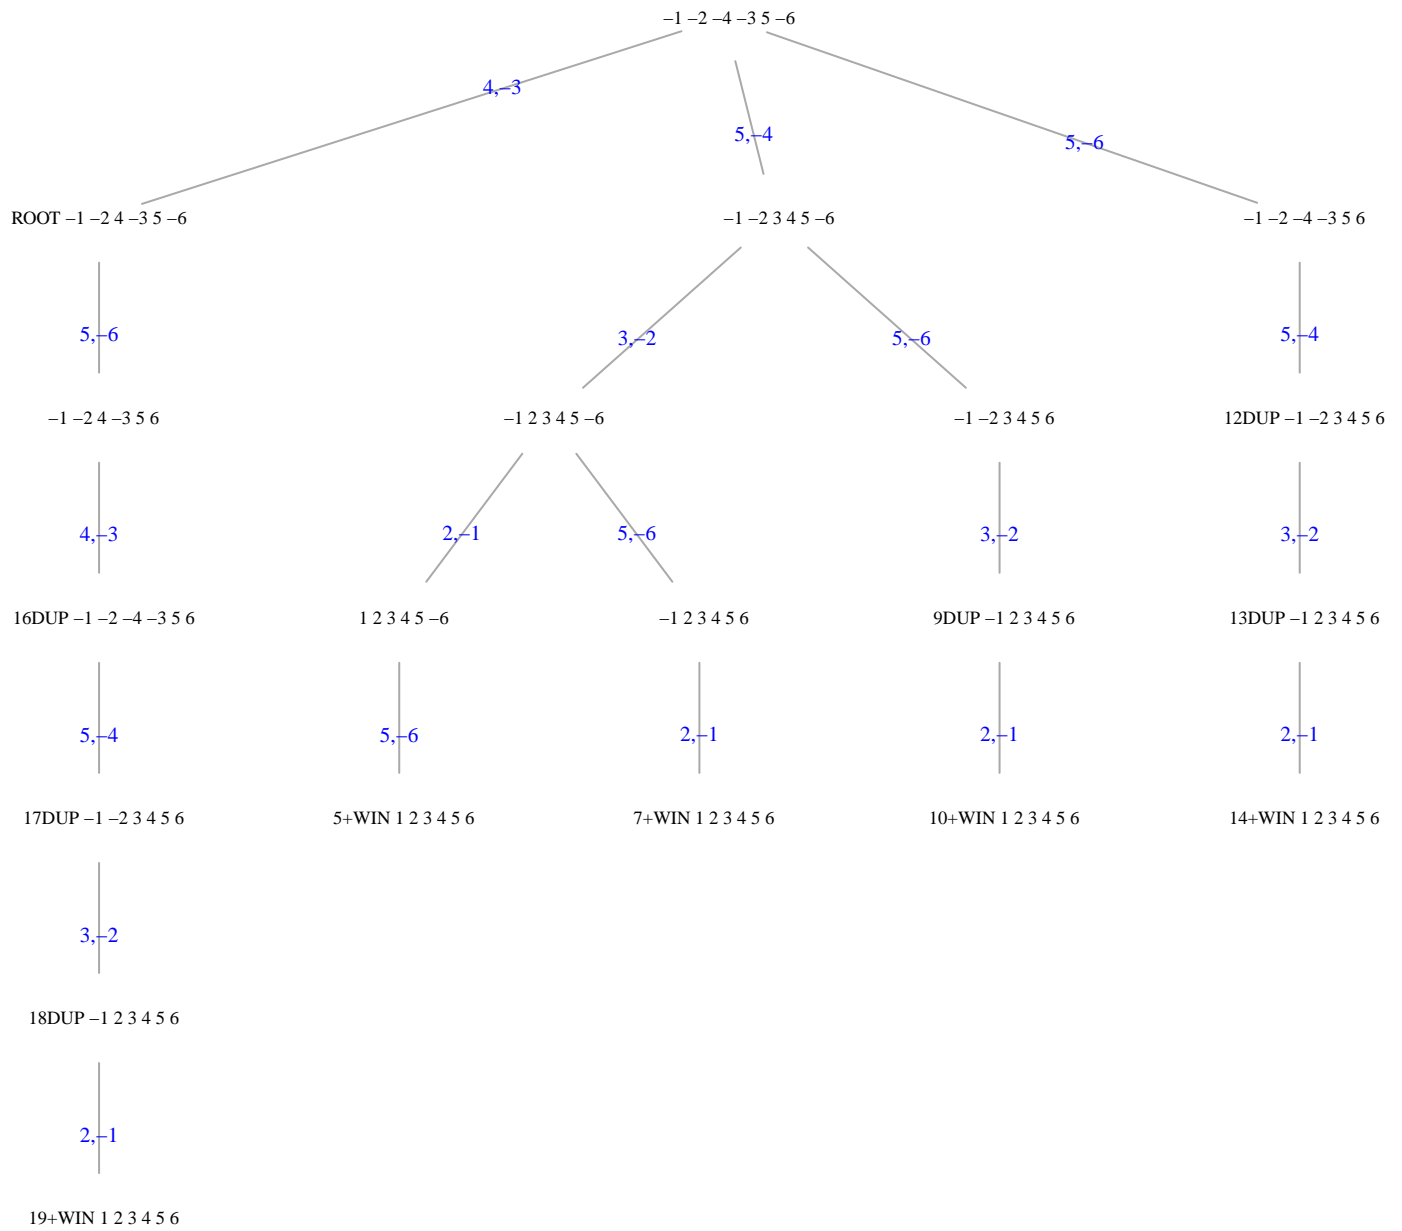 –1 –2 –4 –3 5 –6
4,–3
5,–4
5,–6
ROOT –1 –2 4 –3 5 –6
–1 –2 3 4 5 –6
–1 –2 –4 –3 5 6
5,–6
3,–2
5,–6
5,–4
–1 –2 4 –3 5 6
–1 2 3 4 5 –6
–1 –2 3 4 5 6
12DUP –1 –2 3 4 5 6
4,–3
2,–1
5,–6
3,–2
3,–2
16DUP –1 –2 –4 –3 5 6
1 2 3 4 5 –6
–1 2 3 4 5 6
9DUP –1 2 3 4 5 6
13DUP –1 2 3 4 5 6
5,–4
5,–6
2,–1
2,–1
2,–1
17DUP –1 –2 3 4 5 6
5+WIN 1 2 3 4 5 6
7+WIN 1 2 3 4 5 6
10+WIN 1 2 3 4 5 6
14+WIN 1 2 3 4 5 6
3,–2
18DUP –1 2 3 4 5 6
2,–1
19+WIN 1 2 3 4 5 6